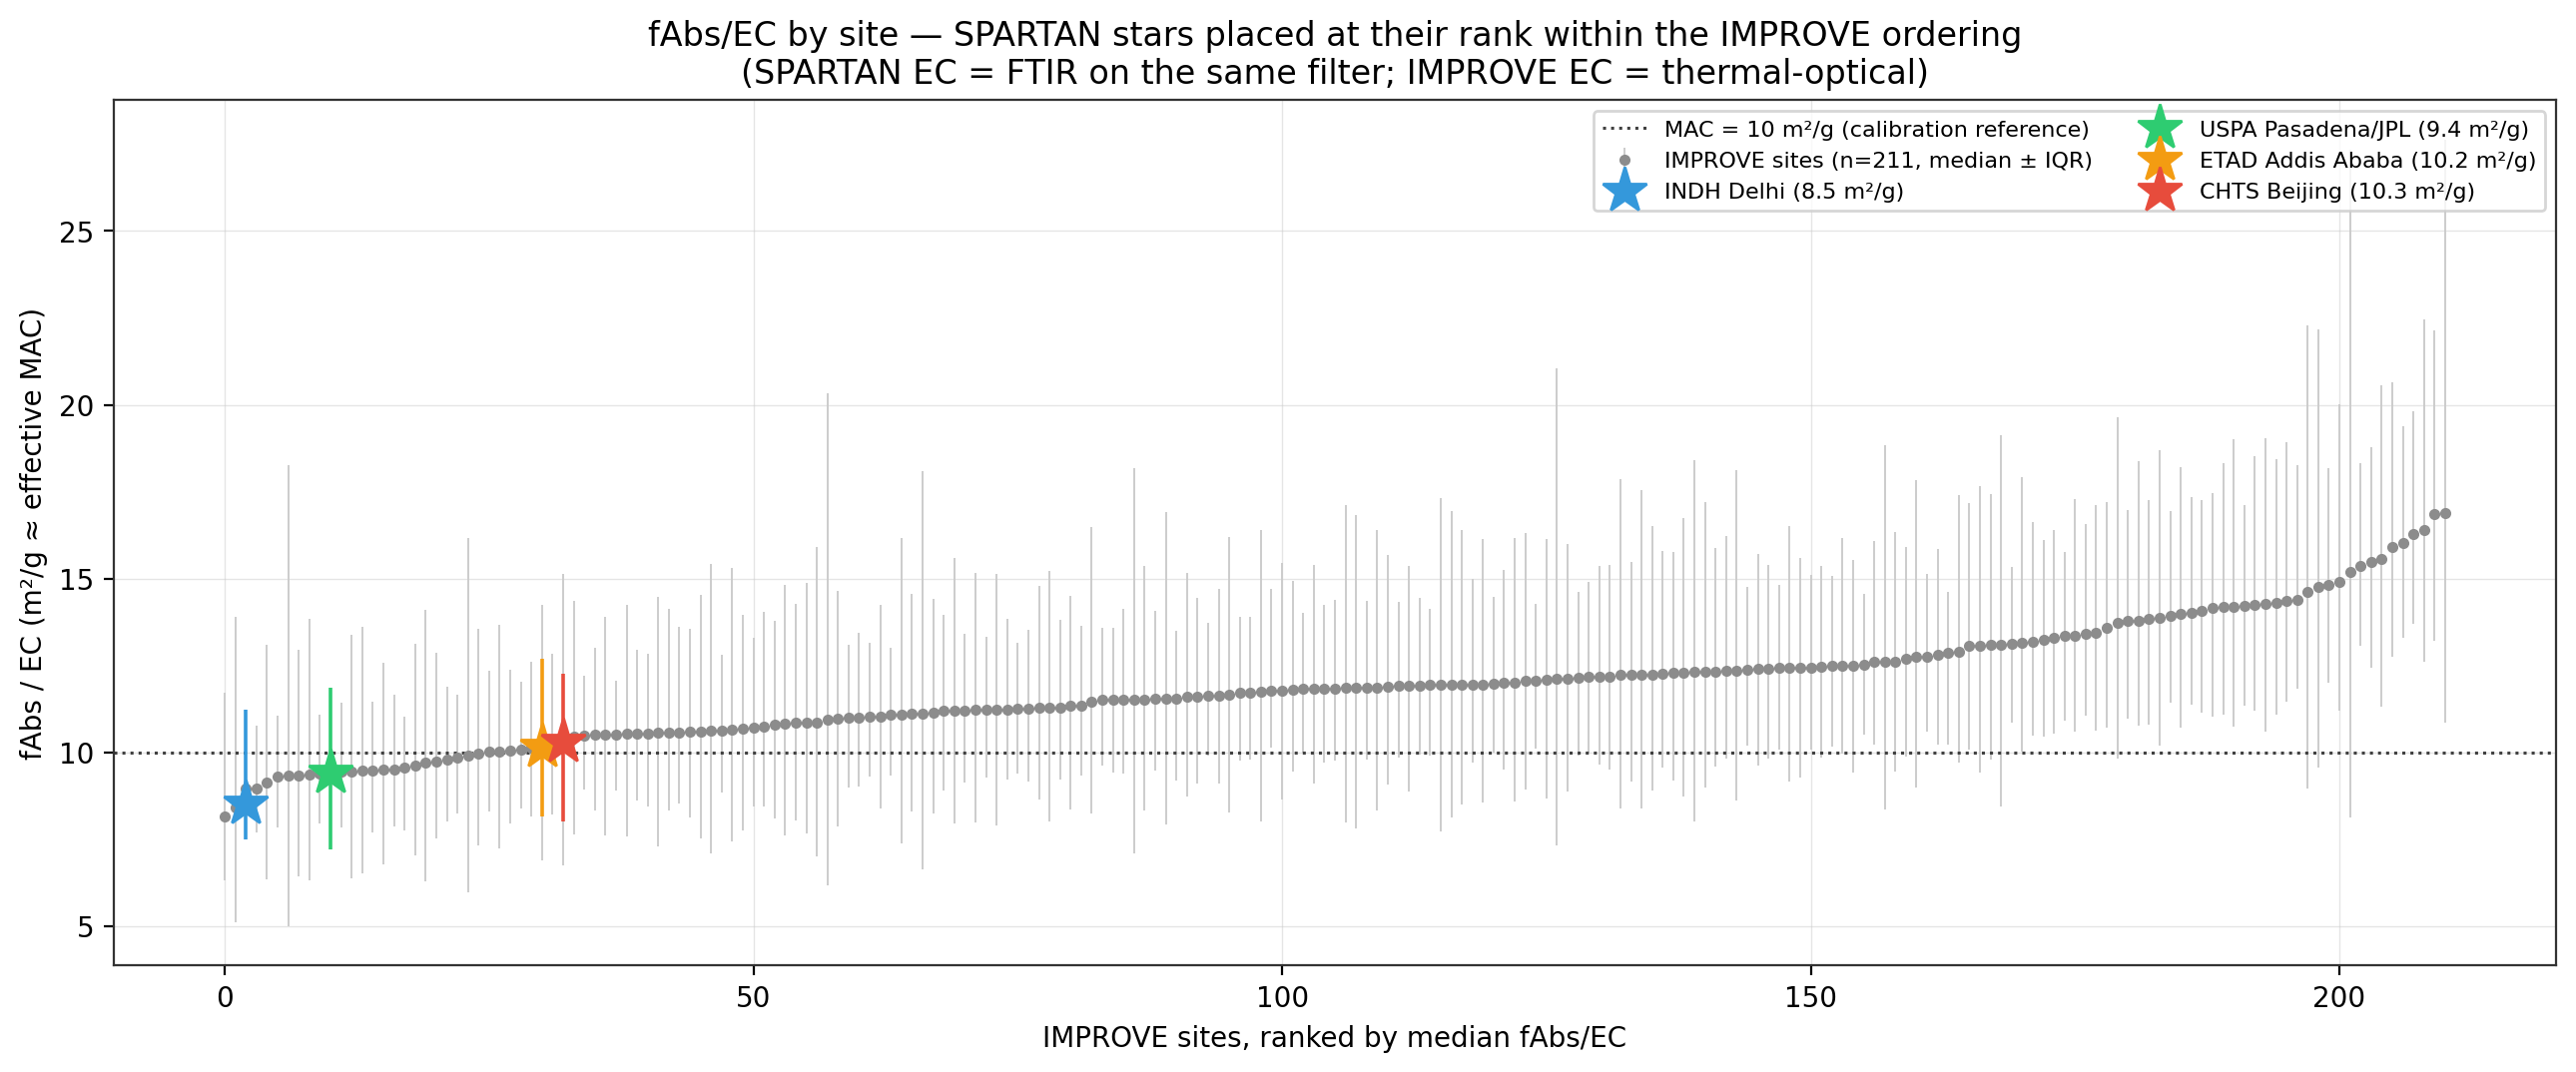 fAbs/EC by site — SPARTAN stars placed at their rank within the IMPROVE ordering
(SPARTAN EC = FTIR on the same filter; IMPROVE EC = thermal-optical)
MAC = 10 m²/g (calibration reference)
IMPROVE sites (n=211, median ± IQR)
INDH Delhi (8.5 m²/g)
USPA Pasadena/JPL (9.4 m²/g)
ETAD Addis Ababa (10.2 m²/g)
CHTS Beijing (10.3 m²/g)
fAbs / EC (m²/g ≈ effective MAC)
25
20
15
10
5
0
50
100
150
200
IMPROVE sites, ranked by median fAbs/EC